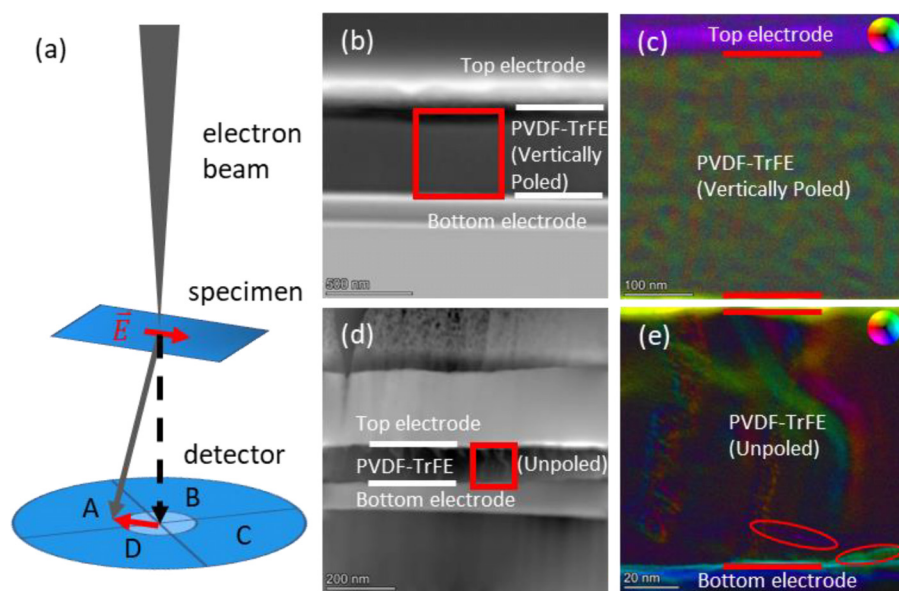 (a)
electron
beam
specimen
E
detector
A
B
C
D
(b)
Top electrode
PVDF-TrFE
(Vertically
Poled)
Bottom electrode
500 nm
(c)
Top electrode
PVDF-TrFE
(Vertically Poled)
100 nm
(d)
Top electrode
PVDF-TrFE
(Unpoled)
Bottom electrode
200 nm
(e)
PVDF-TrFE
(Unpoled)
20 nm
Bottom electrode